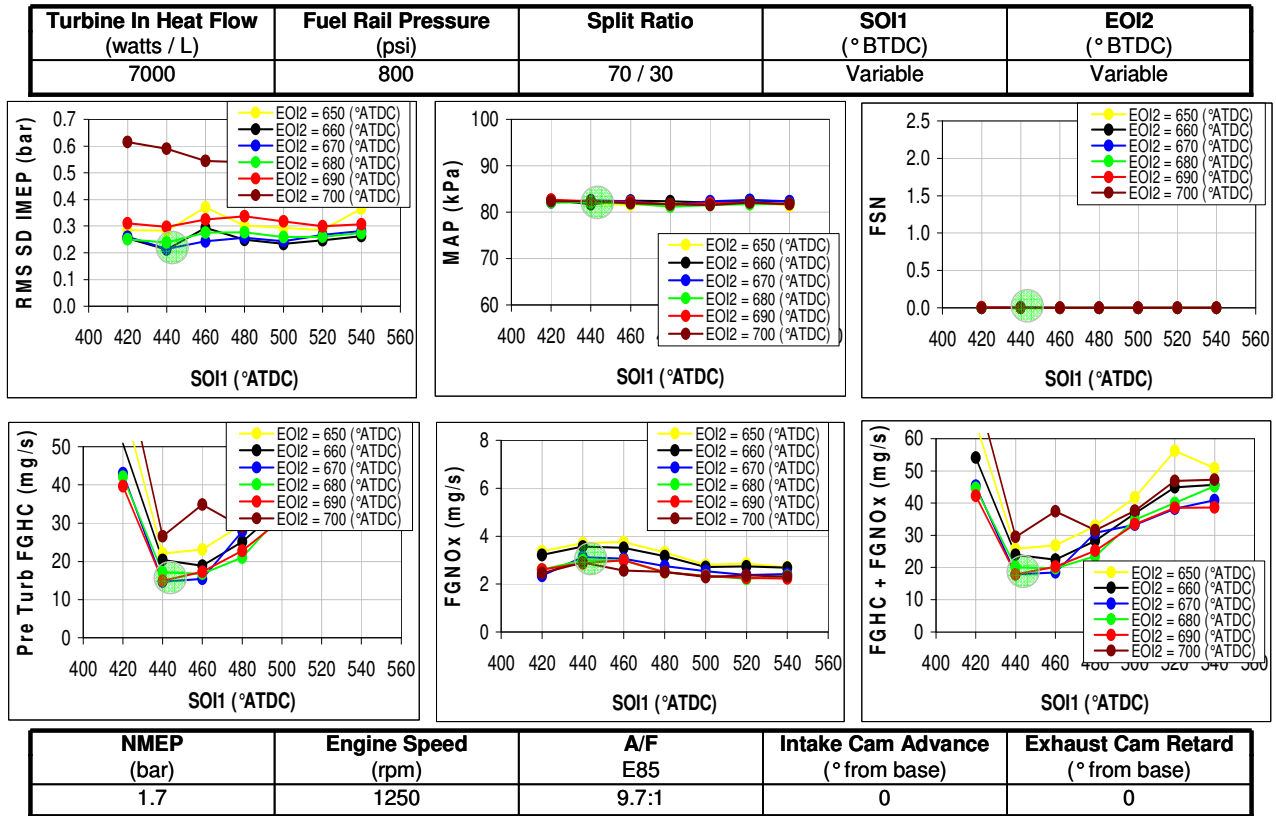 Turbine In Heat Flow Fuel Rail Pressure Split Ratio SOI1 EOI2
(watts / L) (psi) (° BTDC) (° BTDC)
7000 800 70 / 30 Variable Variable
RMS SD IMEP (bar)
0.7
0.6
0.5
0.4
0.3
0.2
0.1
0.0
EOI2 = 650 (°ATDC)
EOI2 = 660 (°ATDC)
EOI2 = 670 (°ATDC)
EOI2 = 680 (°ATDC)
EOI2 = 690 (°ATDC)
EOI2 = 700 (°ATDC)
400 420 440 460 480 500 520 540 560
SOI1 (°ATDC)
MAP (kPa)
100
90
80
70
60
EOI2 = 650 (°ATDC)
EOI2 = 660 (°ATDC)
EOI2 = 670 (°ATDC)
EOI2 = 680 (°ATDC)
EOI2 = 690 (°ATDC)
EOI2 = 700 (°ATDC)
400 420 440 460 480 500 520 540 560
SOI1 (°ATDC)
FSN
2.5
2.0
1.5
1.0
0.5
0.0
EOI2 = 650 (°ATDC)
EOI2 = 660 (°ATDC)
EOI2 = 670 (°ATDC)
EOI2 = 680 (°ATDC)
EOI2 = 690 (°ATDC)
EOI2 = 700 (°ATDC)
400 420 440 460 480 500 520 540 560
SOI1 (°ATDC)
Pre Turb FGHC (mg/s)
50
40
30
20
10
0
EOI2 = 650 (°ATDC)
EOI2 = 660 (°ATDC)
EOI2 = 670 (°ATDC)
EOI2 = 680 (°ATDC)
EOI2 = 690 (°ATDC)
EOI2 = 700 (°ATDC)
400 420 440 460 480 500 520 540 560
SOI1 (°ATDC)
FGNOx (mg/s)
8
6
4
2
0
EOI2 = 650 (°ATDC)
EOI2 = 660 (°ATDC)
EOI2 = 670 (°ATDC)
EOI2 = 680 (°ATDC)
EOI2 = 690 (°ATDC)
EOI2 = 700 (°ATDC)
400 420 440 460 480 500 520 540 560
SOI1 (°ATDC)
FGHC + FGNOx (mg/s)
60
50
40
30
20
10
0
EOI2 = 650 (°ATDC)
EOI2 = 660 (°ATDC)
EOI2 = 670 (°ATDC)
EOI2 = 680 (°ATDC)
EOI2 = 690 (°ATDC)
EOI2 = 700 (°ATDC)
400 420 440 460 480 500 520 540 560
SOI1 (°ATDC)
NMEP Engine Speed A/F Intake Cam Advance Exhaust Cam Retard
(bar) (rpm) E85 (° from base) (° from base)
1.7 1250 9.7:1 0 0